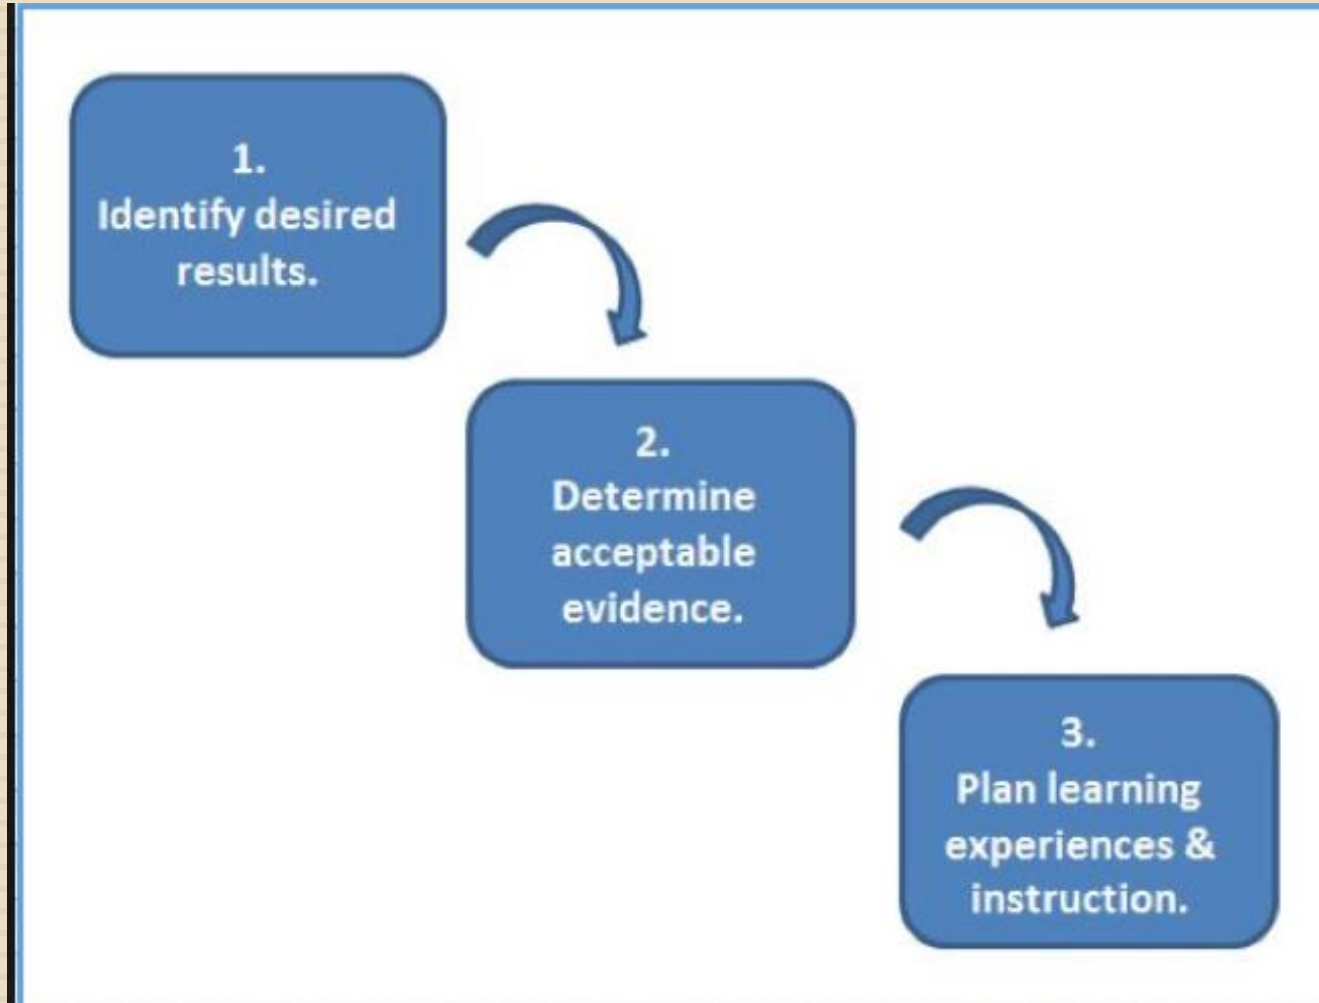 1.
Identify desired
results.
2.
Determine
acceptable
evidence.
3.
Plan learning
experiences &
instruction.